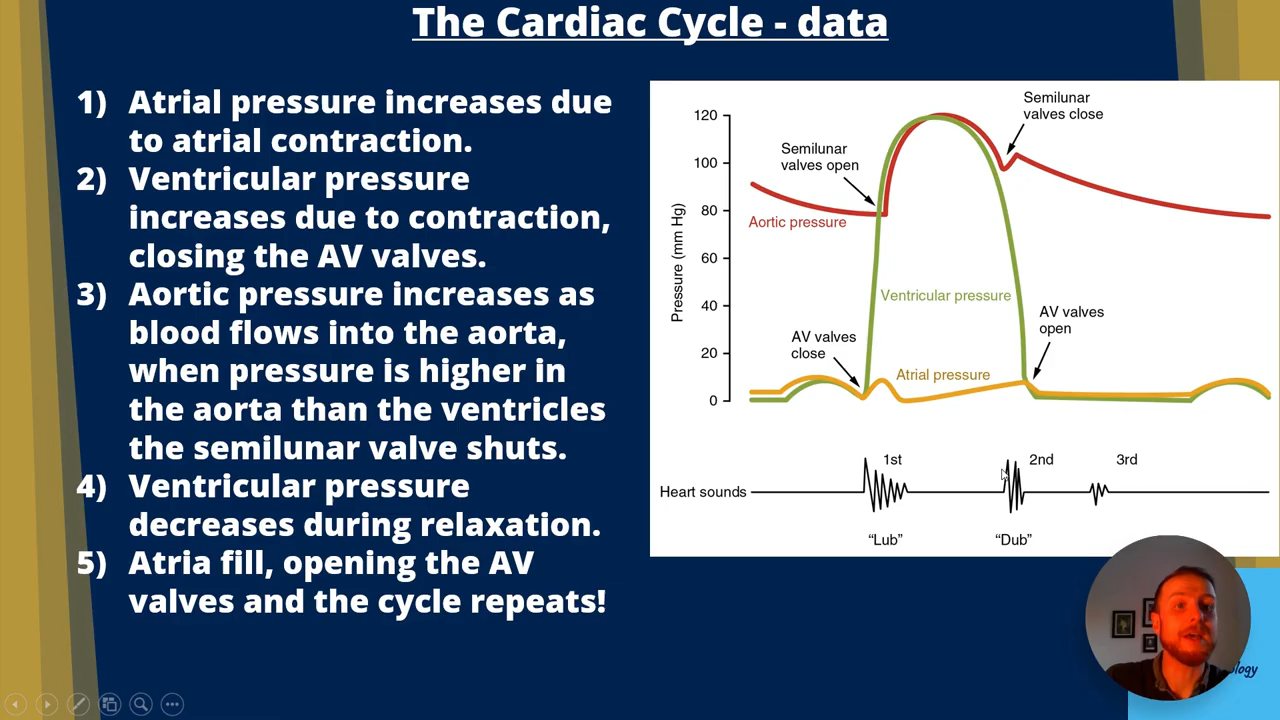 The Cardiac Cycle - data
1) Atrial pressure increases due
to atrial contraction.
2) Ventricular pressure
increases due to contraction,
closing the AV valves.
3) Aortic pressure increases as
blood flows into the aorta,
when pressure is higher in
the aorta than the ventricles
the semilunar valve shuts.
4) Ventricular pressure
decreases during relaxation.
5) Atria fill, opening the AV
valves and the cycle repeats!
Semilunar
valves close
Semilunar
valves open
120
100
80
60
40
20
0
Pressure (mm Hg)
Aortic pressure
Ventricular pressure
AV valves
open
AV valves
close
Atrial pressure
1st
2nd
3rd
Heart sounds
“Lub”
“Dub”